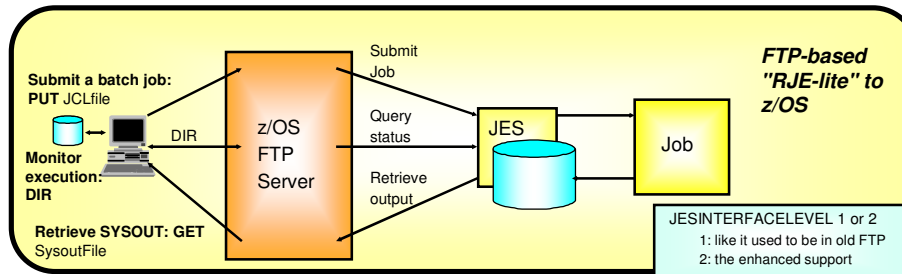 Submit a batch job:
PUT JCLfile
Monitor
execution:
DIR
Retrieve SYSOUT: GET
SysoutFile
DIR
z/OS
FTP
Server
Submit
Job
Query
status
Retrieve
output
JES
Job
FTP-based
"RJE-lite" to
z/OS
JESINTERFACELEVEL 1 or 2
1: like it used to be in old FTP
2: the enhanced support